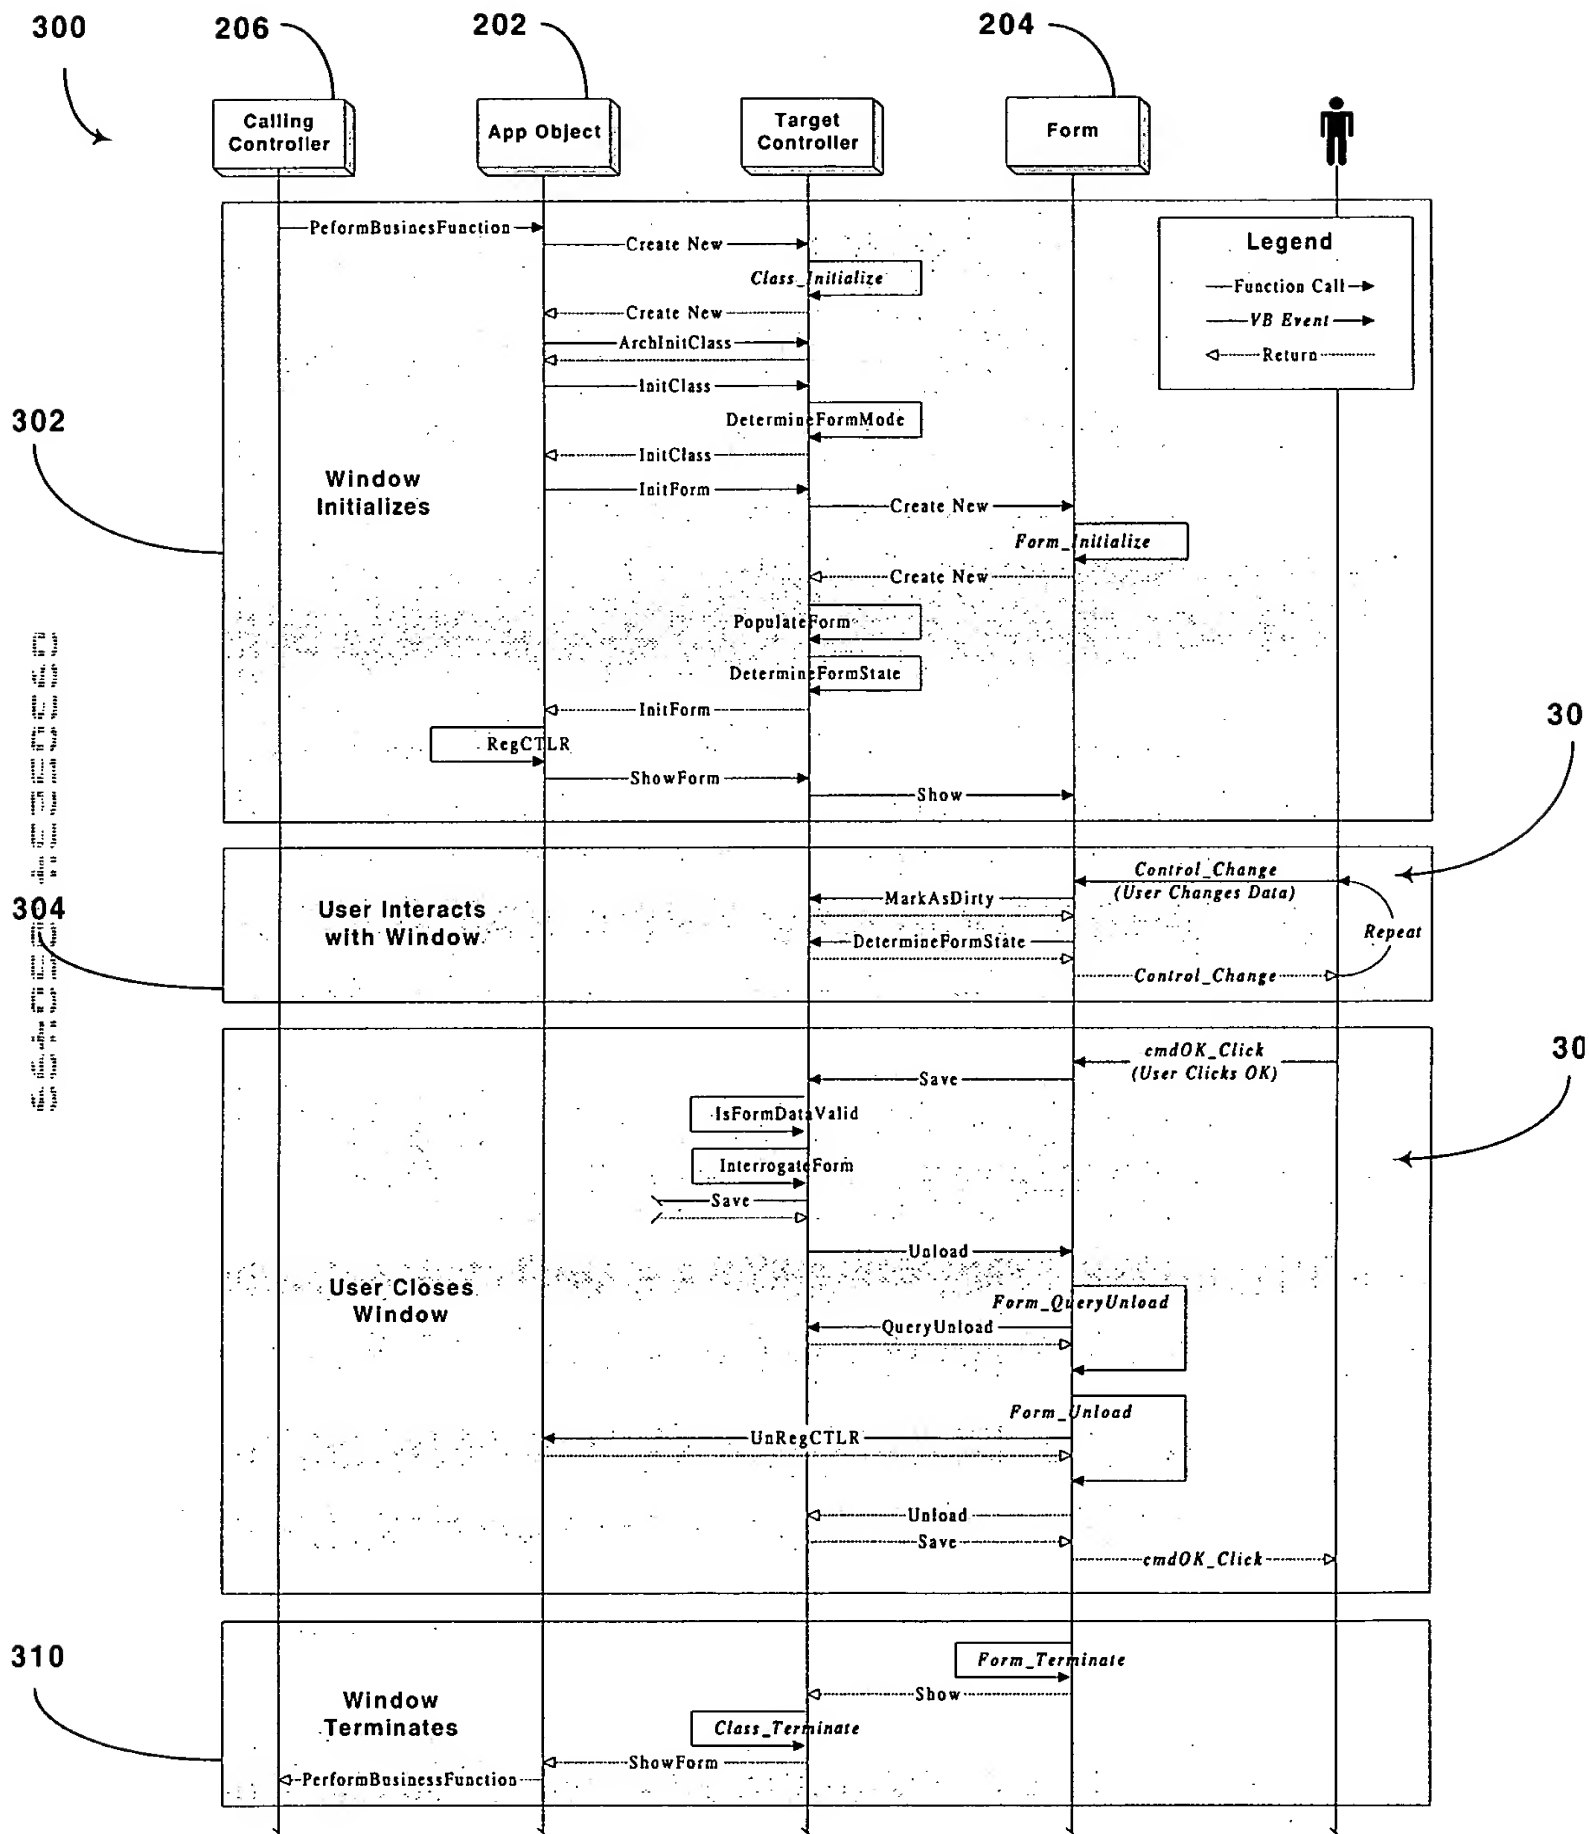 300
206
202
204
Calling
Controller
App Object
Target
Controller
Form
PeformBusinesFunction
Create New
Class_Initialize
Create New
ArchInitClass
InitClass
DetermineFormMode
InitClass
InitForm
Create New
Form_Initialize
Create New
PopulateForm
DetermineFormState
InitForm
RegCTLR
ShowForm
Show
Legend
Function Call
VB Event
Return
302
Window
Initializes
30
304
User Interacts
with Window
Control_Change
(User Changes Data)
MarkAsDirty
DetermineFormState
Repeat
Control_Change
30
cmdOK_Click
(User Clicks OK)
Save
IsFormDataValid
InterrogateForm
Save
Unload
User Closes
Window
Form_QueryUnload
QueryUnload
Form_Unload
UnRegCTLR
Unload
Save
cmdOK_Click
310
Window
Terminates
Form_Terminate
Show
Class_Terminate
ShowForm
PerformBusinessFunction